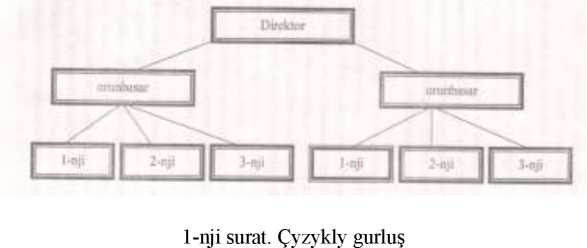 Direktor
orunbasar orunbasar
1-nji 2-nji 3-nji 1-nji 2-nji 3-nji
1-nji surat. Çyzykly gurluş